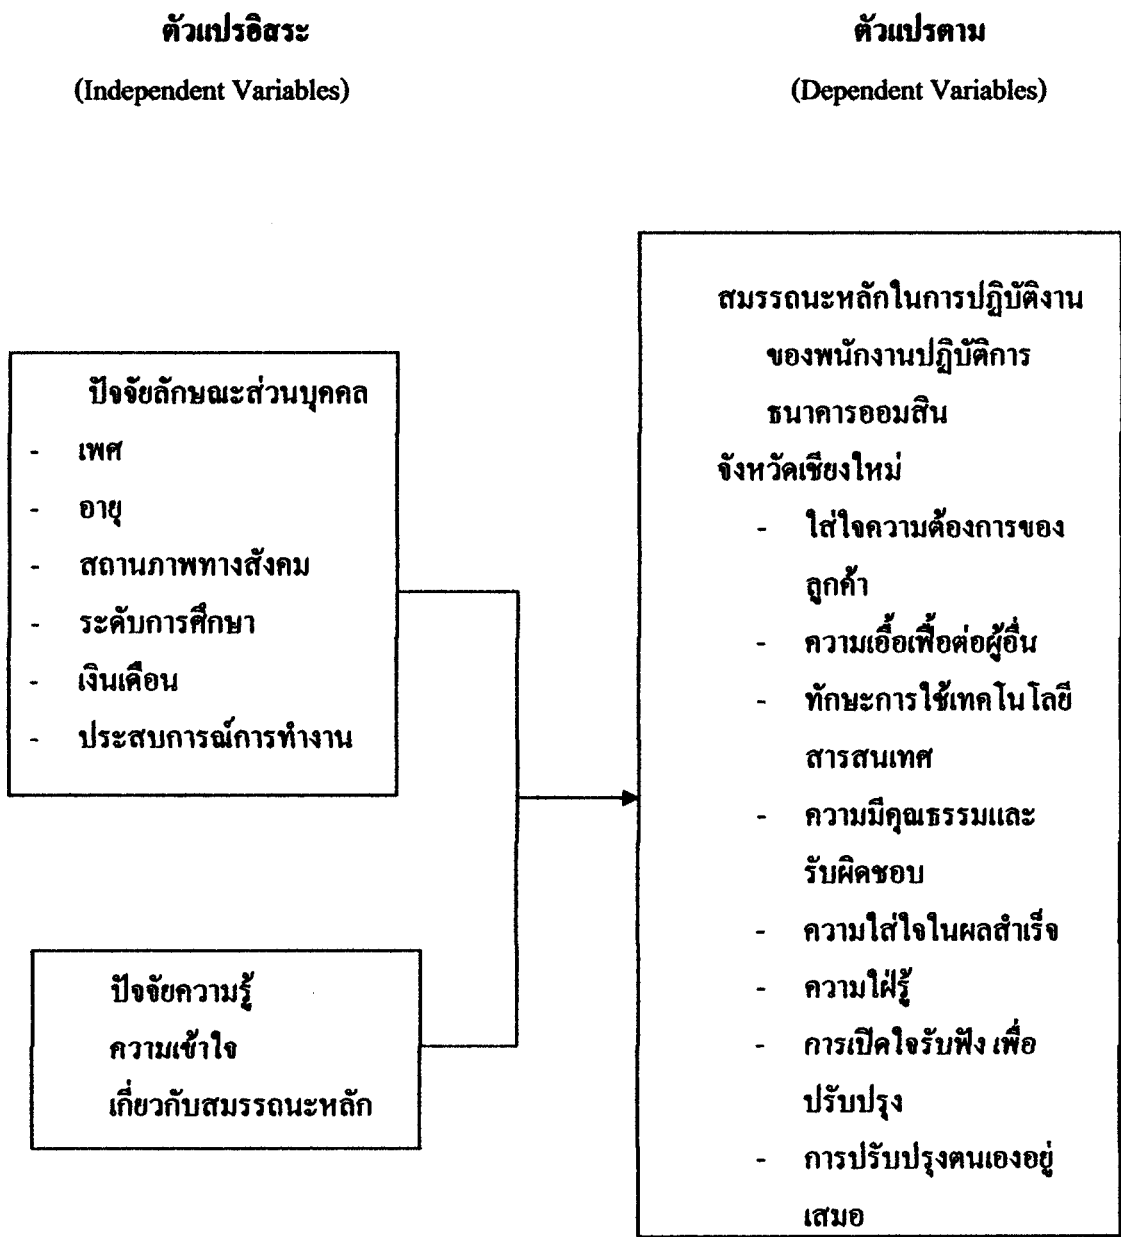 ตัวแปรอิสระ
(Independent Variables)
ตัวแปรตาม
(Dependent Variables)
ปัจจัยลักษณะส่วนบุคคล
- เพศ
- อายุ
- สถานภาพทางสังคม
- ระดับการศึกษา
- เงินเดือน
- ประสบการณ์การทำงาน
ปัจจัยความรู้
ความเข้าใจ
เกี่ยวกับสมรรถนะหลัก
สมรรถนะหลักในการปฏิบัติงาน
ของพนักงานปฏิบัติการ
ธนาคารออมสิน
จังหวัดเชียงใหม่
- ใส่ใจความต้องการของ
ลูกค้า
- ความเอื้อเฟื้อต่อผู้อื่น
- ทักษะการใช้เทคโนโลยี
สารสนเทศ
- ความมีคุณธรรมและ
รับผิดชอบ
- ความใส่ใจในผลสำเร็จ
- ความใฝ่รู้
- การเปิดใจรับฟัง เพื่อ
ปรับปรุง
- การปรับปรุงตนเองอยู่
เสมอ